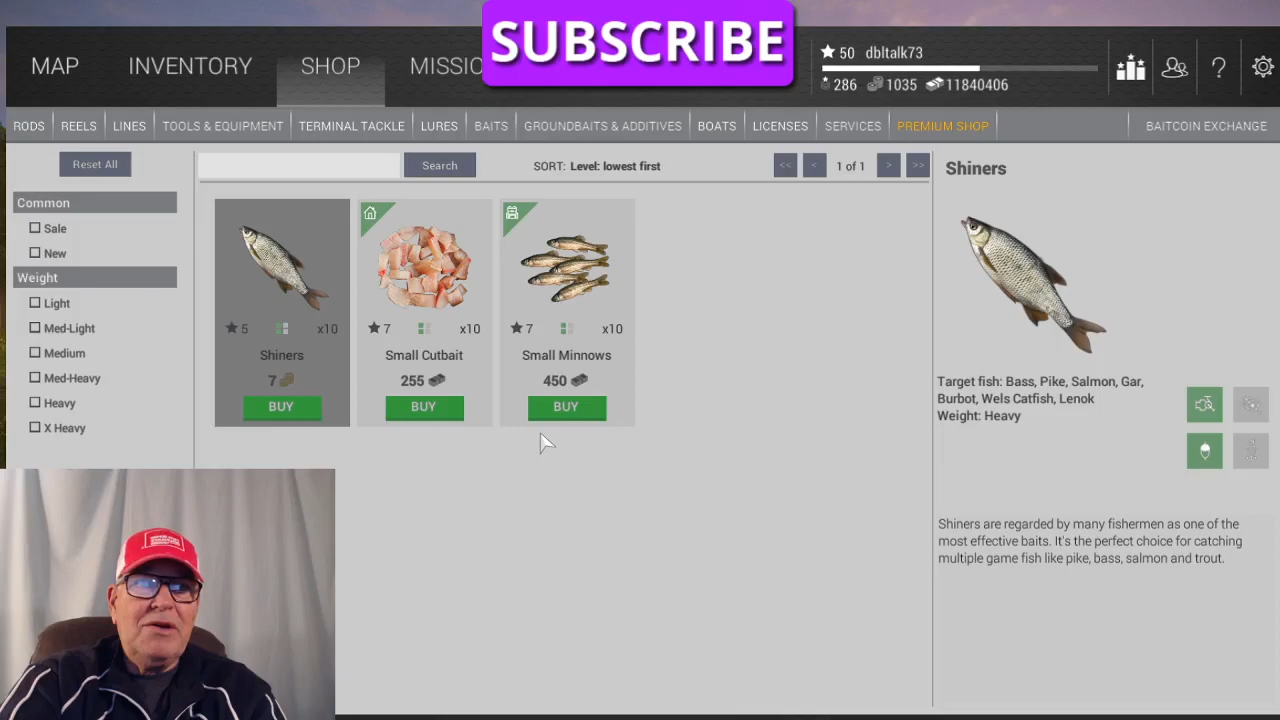 SUBSCRIBE
MAP INVENTORY SHOP MISSIO
50 dbltalk73
286 1035 11840406
RODS REELS LINES TOOLS & EQUIPMENT TERMINAL TACKLE LURES BAITS GROUNDBAITS & ADDITIVES BOATS LICENSES SERVICES PREMIUM SHOP BAITCOIN EXCHANGE
Reset All
Search SORT: Level: lowest first << < 1 of 1 > >>
Common
Sale
New
Weight
Light
Med-Light
Medium
Med-Heavy
Heavy
X Heavy
5 x10
Shiners
7
BUY
7 x10
Small Cutbait
255
BUY
7 x10
Small Minnows
450
BUY
Shiners
Target fish: Bass, Pike, Salmon, Gar,
Burbot, Wels Catfish, Lenok
Weight: Heavy
Shiners are regarded by many fishermen as one of the
most effective baits. It's the perfect choice for catching
multiple game fish like pike, bass, salmon and trout.